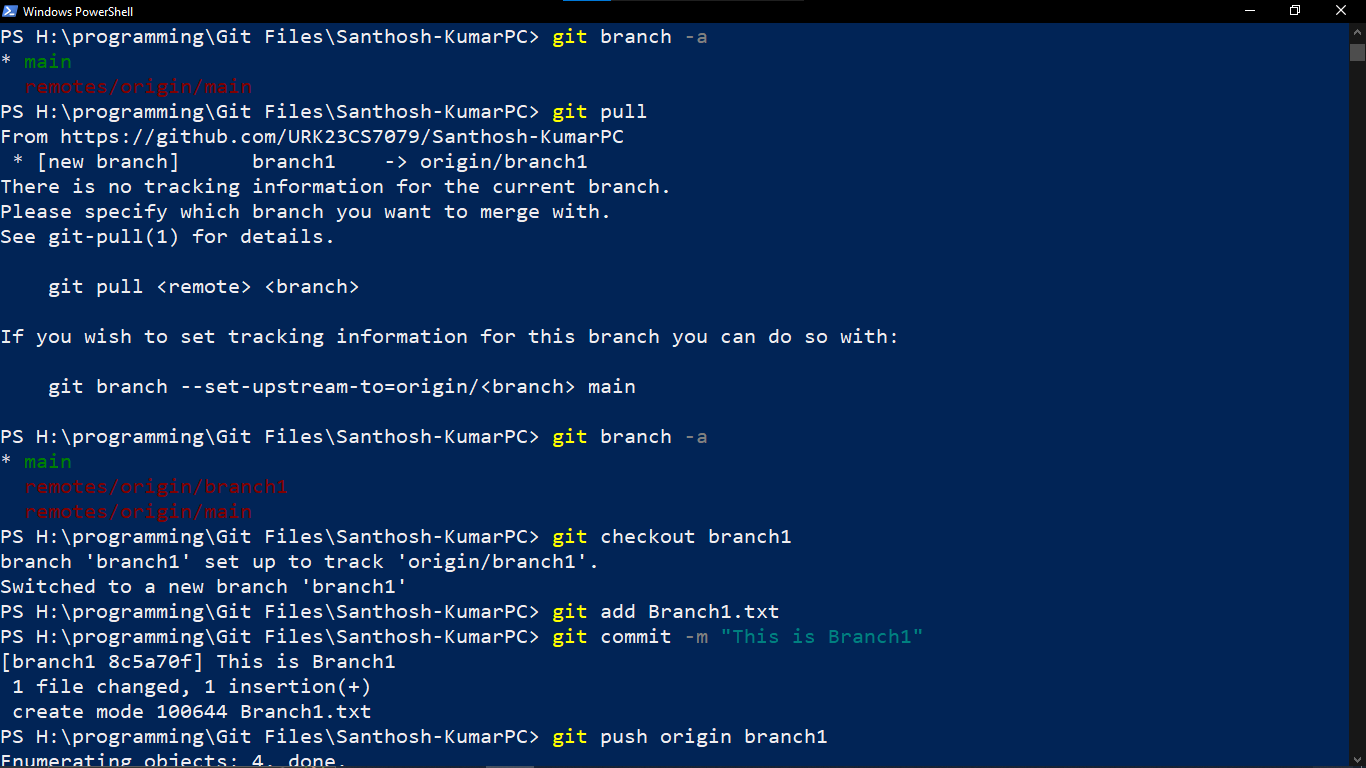 Windows PowerShell
PS H:\programming\Git Files\Santhosh-KumarPC> git branch -a
* main
  remotes/origin/main
PS H:\programming\Git Files\Santhosh-KumarPC> git pull
From https://github.com/URK23CS7079/Santhosh-KumarPC
 * [new branch]      branch1    -> origin/branch1
There is no tracking information for the current branch.
Please specify which branch you want to merge with.
See git-pull(1) for details.

    git pull <remote> <branch>

If you wish to set tracking information for this branch you can do so with:

    git branch --set-upstream-to=origin/<branch> main

PS H:\programming\Git Files\Santhosh-KumarPC> git branch -a
* main
  remotes/origin/branch1
  remotes/origin/main
PS H:\programming\Git Files\Santhosh-KumarPC> git checkout branch1
branch 'branch1' set up to track 'origin/branch1'.
Switched to a new branch 'branch1'
PS H:\programming\Git Files\Santhosh-KumarPC> git add Branch1.txt
PS H:\programming\Git Files\Santhosh-KumarPC> git commit -m "This is Branch1"
[branch1 8c5a70f] This is Branch1
 1 file changed, 1 insertion(+)
 create mode 100644 Branch1.txt
PS H:\programming\Git Files\Santhosh-KumarPC> git push origin branch1
Enumerating objects: 4, done.